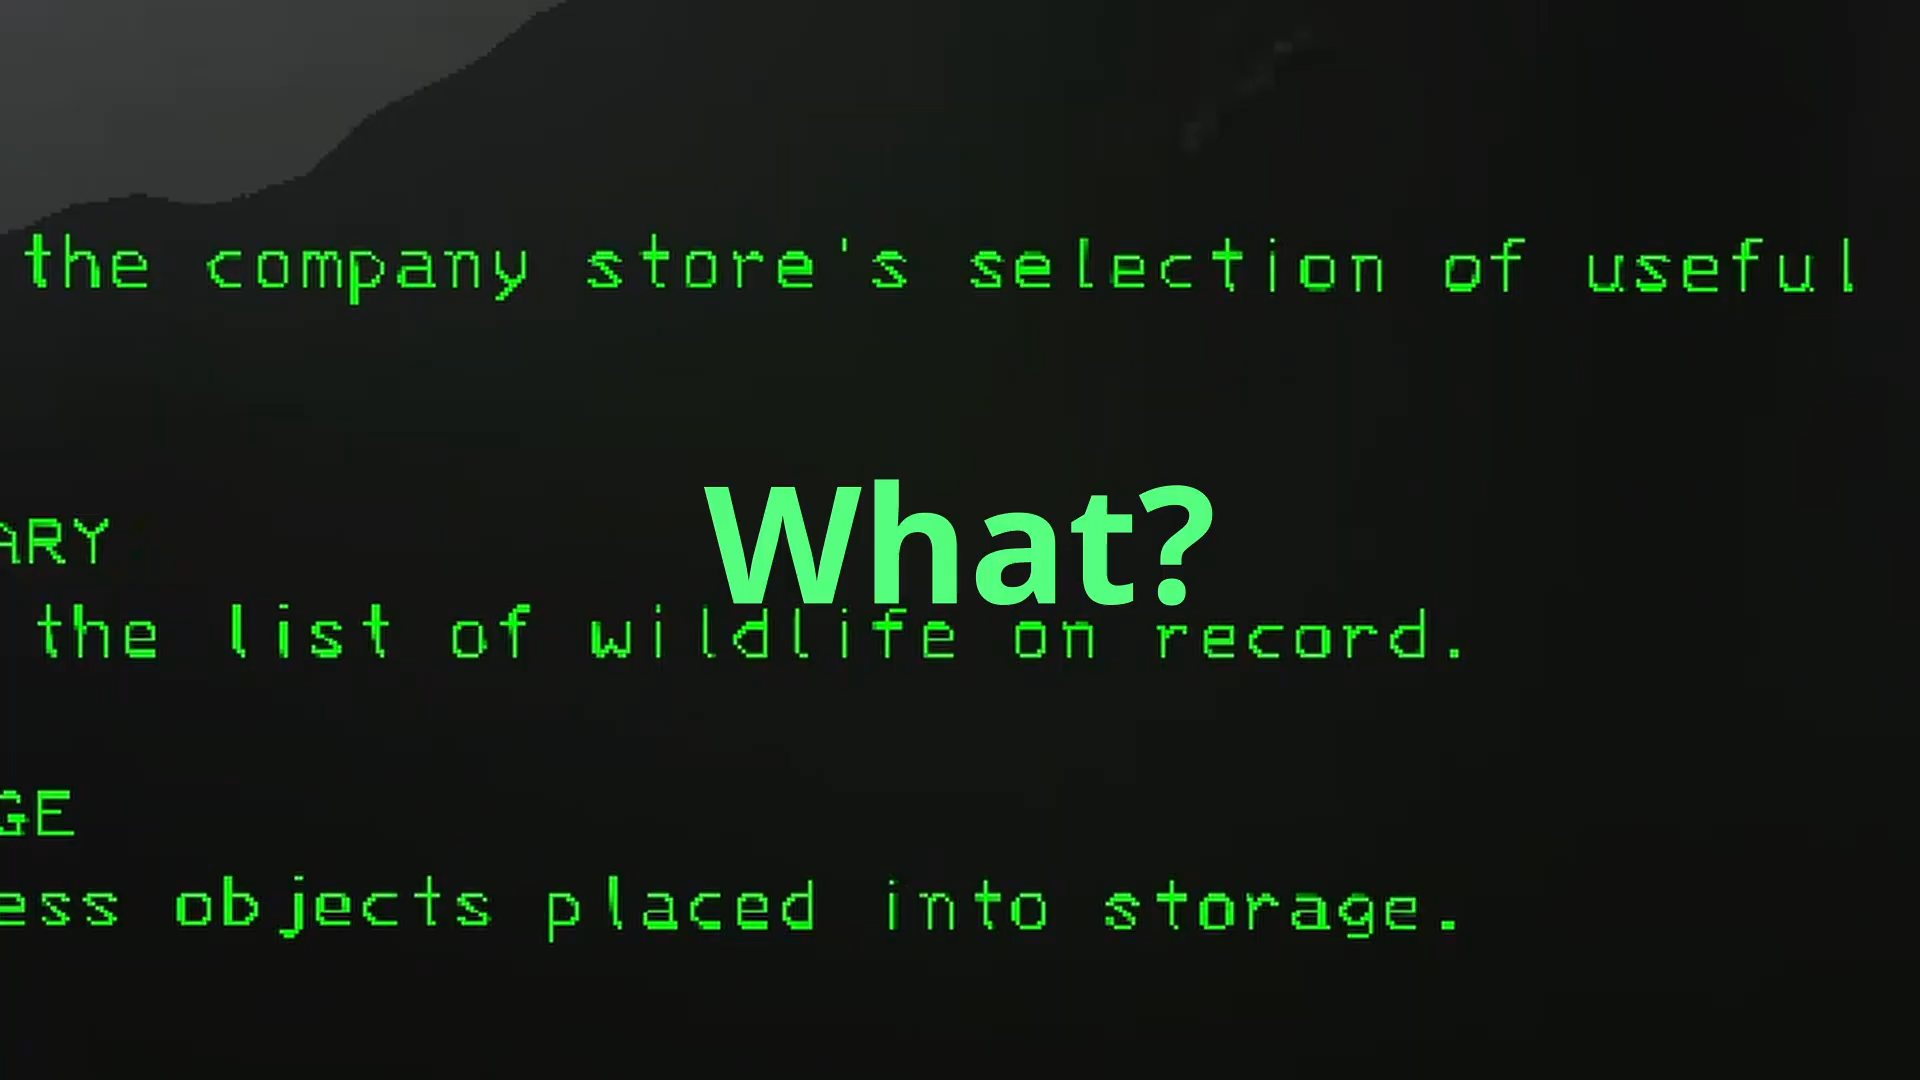 the company store's selection of useful
What?
ARY
the list of wildlife on record.
GE
ess objects placed into storage.